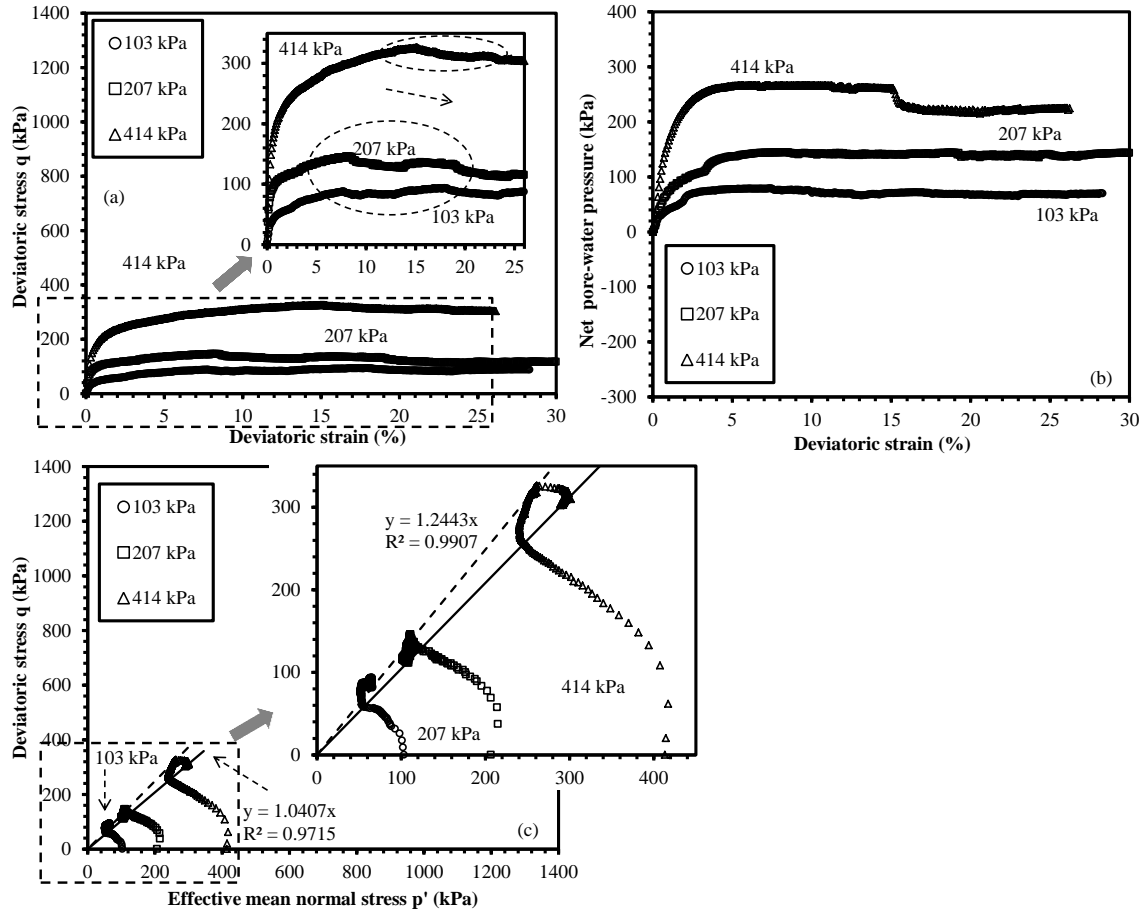 Deviatoric stress q (kPa)
1400
1200
1000
800
600
400
200
0
103 kPa
207 kPa
414 kPa
(a)
414 kPa
300
200
100
0
414 kPa
207 kPa
103 kPa
0 5 10 15 20 25
207 kPa
0 5 10 15 20 25 30
Deviatoric strain (%)
Net pore-water pressure (kPa)
400
300
200
100
0
-100
-200
-300
414 kPa
207 kPa
103 kPa
103 kPa
207 kPa
414 kPa
(b)
0 5 10 15 20 25 30
Deviatoric strain (%)
Deviatoric stress q (kPa)
1400
1200
1000
800
600
400
200
0
103 kPa
207 kPa
414 kPa
103 kPa
300
200
100
0
y = 1.2443x
R² = 0.9907
414 kPa
207 kPa
0 100 200 300 400
y = 1.0407x
R² = 0.9715
(c)
0 200 400 600 800 1000 1200 1400
Effective mean normal stress p' (kPa)